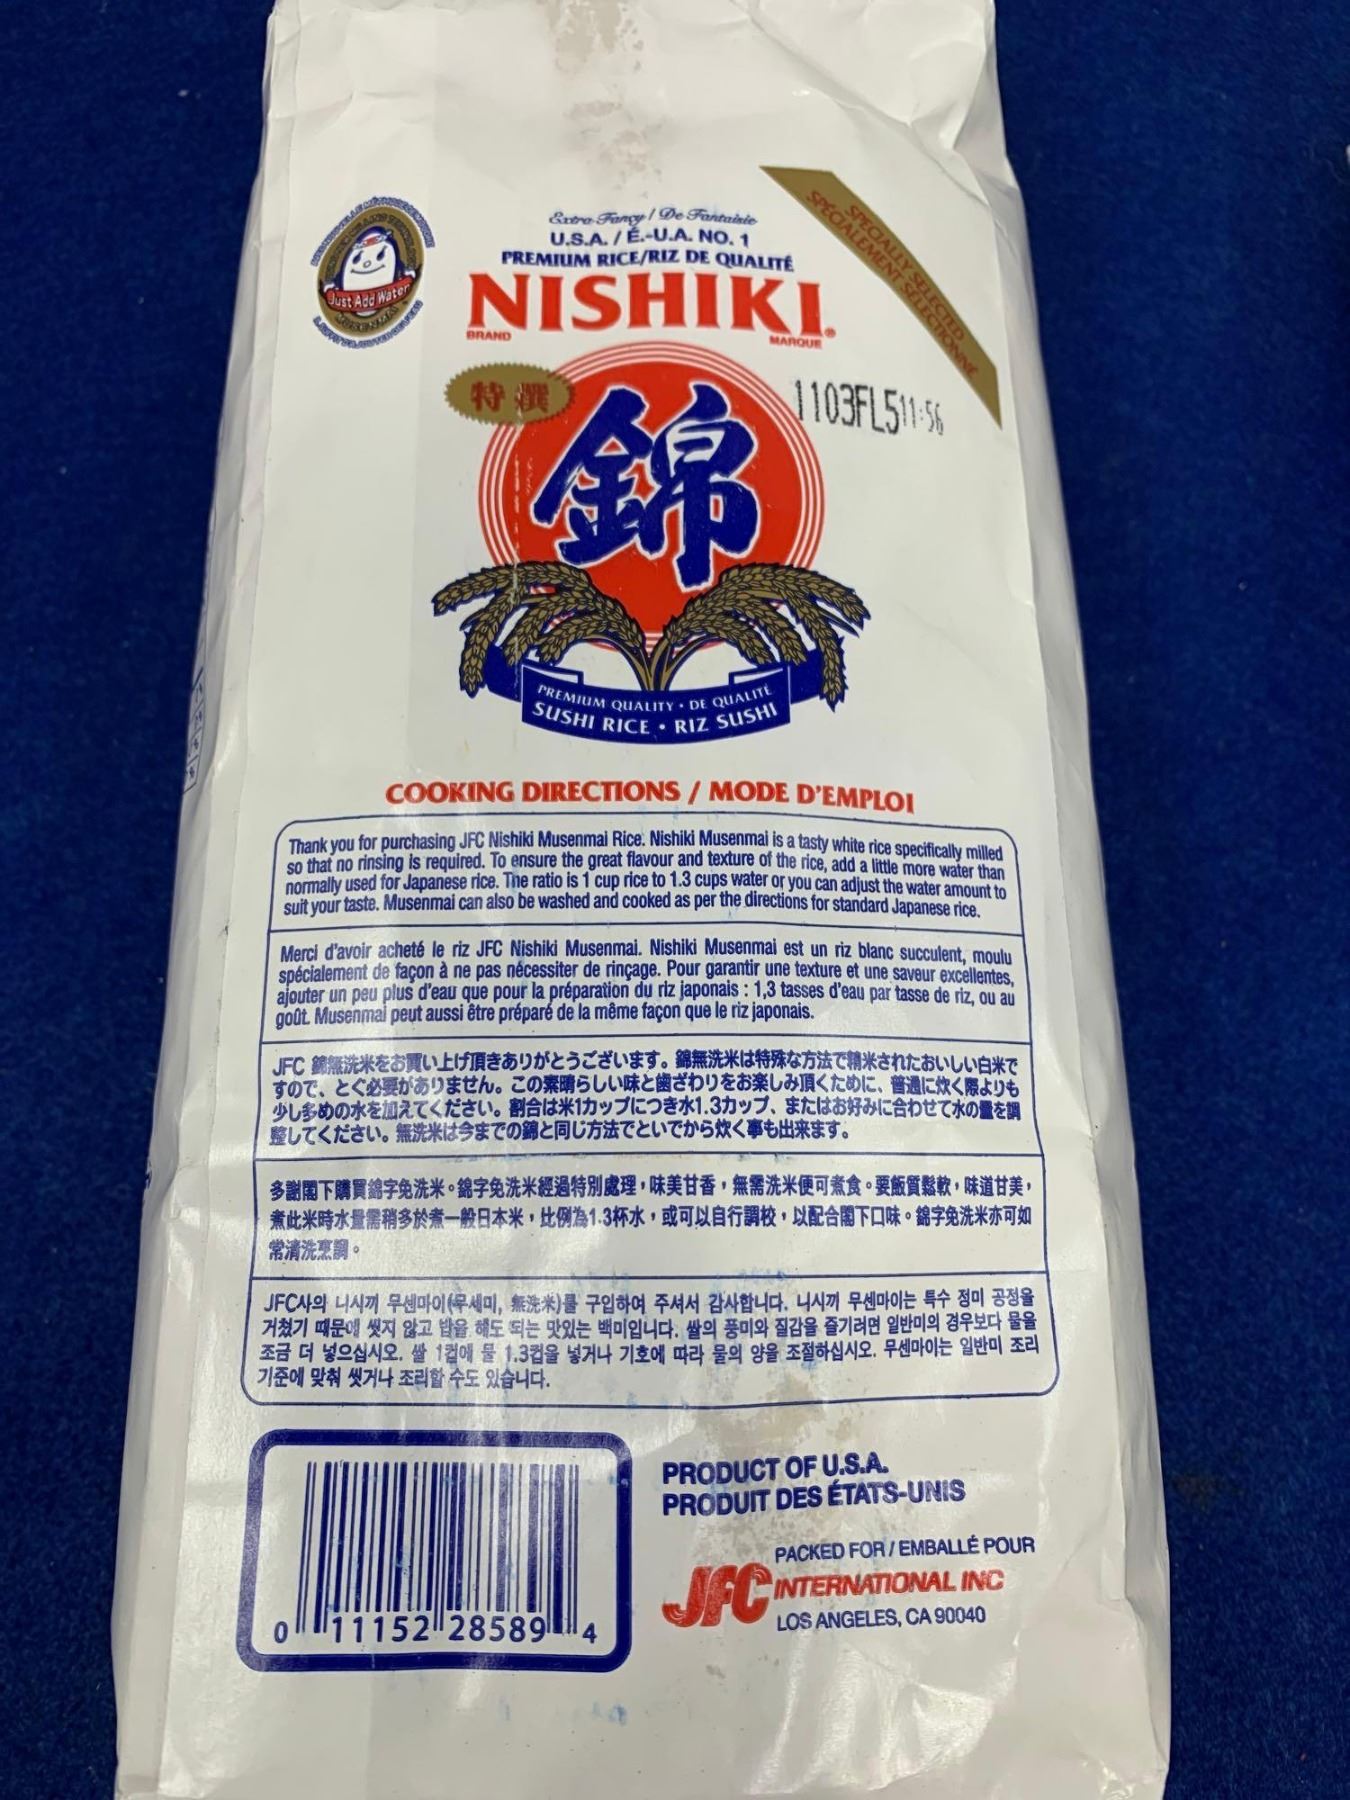 Just Add Water
MUSENMAI
Extra Fancy / De Fantaisie
U.S.A. / É.-U.A. NO. 1
PREMIUM RICE/RIZ DE QUALITÉ
NISHIKI®
BRAND
MARQUE
SPECIALLY SELECTED
SPÉCIALEMENT SÉLECTIONNÉ
特撰
1103FL511:56
錦
PREMIUM QUALITY • DE QUALITÉ
SUSHI RICE • RIZ SUSHI
COOKING DIRECTIONS / MODE D'EMPLOI
Thank you for purchasing JFC Nishiki Musenmai Rice. Nishiki Musenmai is a tasty white rice specifically milled
so that no rinsing is required. To ensure the great flavour and texture of the rice, add a little more water than
normally used for Japanese rice. The ratio is 1 cup rice to 1.3 cups water or you can adjust the water amount to
suit your taste. Musenmai can also be washed and cooked as per the directions for standard Japanese rice.
Merci d'avoir acheté le riz JFC Nishiki Musenmai. Nishiki Musenmai est un riz blanc succulent, moulu
spécialement de façon à ne pas nécessiter de rinçage. Pour garantir une texture et une saveur excellentes,
ajouter un peu plus d'eau que pour la préparation du riz japonais : 1,3 tasses d'eau par tasse de riz, ou au
goût. Musenmai peut aussi être préparé de la même façon que le riz japonais.
JFC 錦無洗米をお買い上げ頂きありがとうございます。錦無洗米は特殊な方法で精米されたおいしい白米で
すので、とぐ必要がありません。この素晴らしい味と歯ざわりをお楽しみ頂くために、普通に炊く際よりも
少し多めの水を加えてください。割合は米1カップにつき水1.3カップ、またはお好みに合わせて水の量を調
整してください。無洗米は今までの錦と同じ方法でといでから炊く事も出来ます。
多謝閣下購買錦字免洗米。錦字免洗米經過特別處理，味美甘香，無需洗米便可煮食。要飯質鬆軟，味道甘美，
煮此米時水量需稍多於煮一般日本米，比例為1.3杯水，或可以自行調校，以配合閣下口味。錦字免洗米亦可如
常清洗烹調。
JFC사의 니시끼 무센마이(무세미, 無洗米)를 구입하여 주셔서 감사합니다. 니시끼 무센마이는 특수 정미 공정을
거쳤기 때문에 씻지 않고 밥을 해도 되는 맛있는 백미입니다. 쌀의 풍미와 질감을 즐기려면 일반미의 경우보다 물을
조금 더 넣으십시오. 쌀 1컵에 물 1.3컵을 넣거나 기호에 따라 물의 양을 조절하십시오. 무센마이는 일반미 조리
기준에 맞춰 씻거나 조리할 수도 있습니다.
0 11152 28589 4
PRODUCT OF U.S.A.
PRODUIT DES ÉTATS-UNIS
PACKED FOR / EMBALLÉ POUR
JFC INTERNATIONAL INC
LOS ANGELES, CA 90040